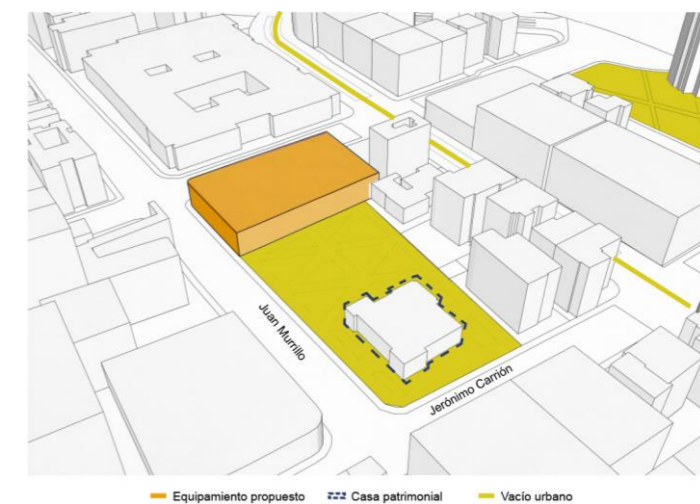 Juan Murrillo
Jerónimo Carrión
Equipamiento propuesto Casa patrimonial Vacío urbano